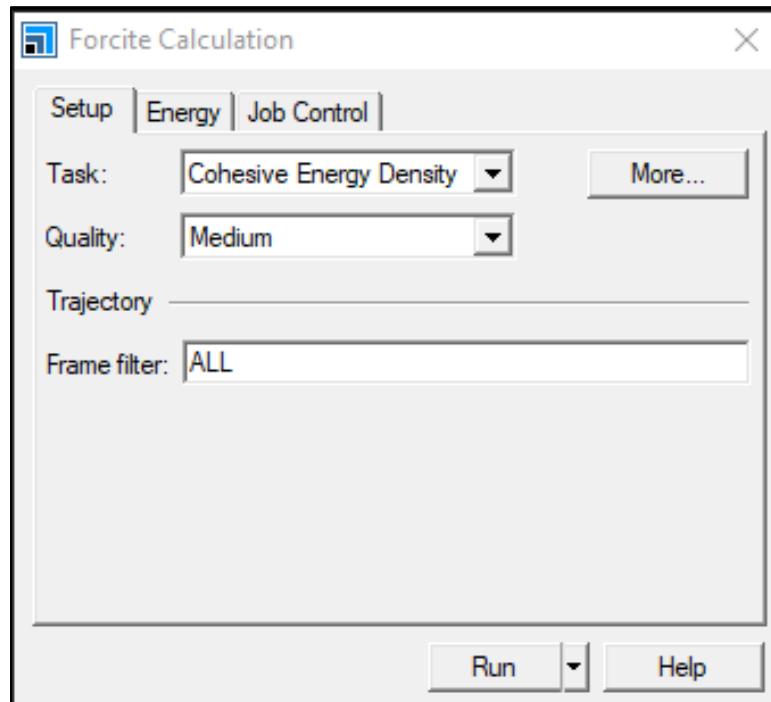 Forcite Calculation
Setup Energy Job Control
Task: Cohesive Energy Density More...
Quality: Medium
Trajectory
Frame filter: ALL
Run Help